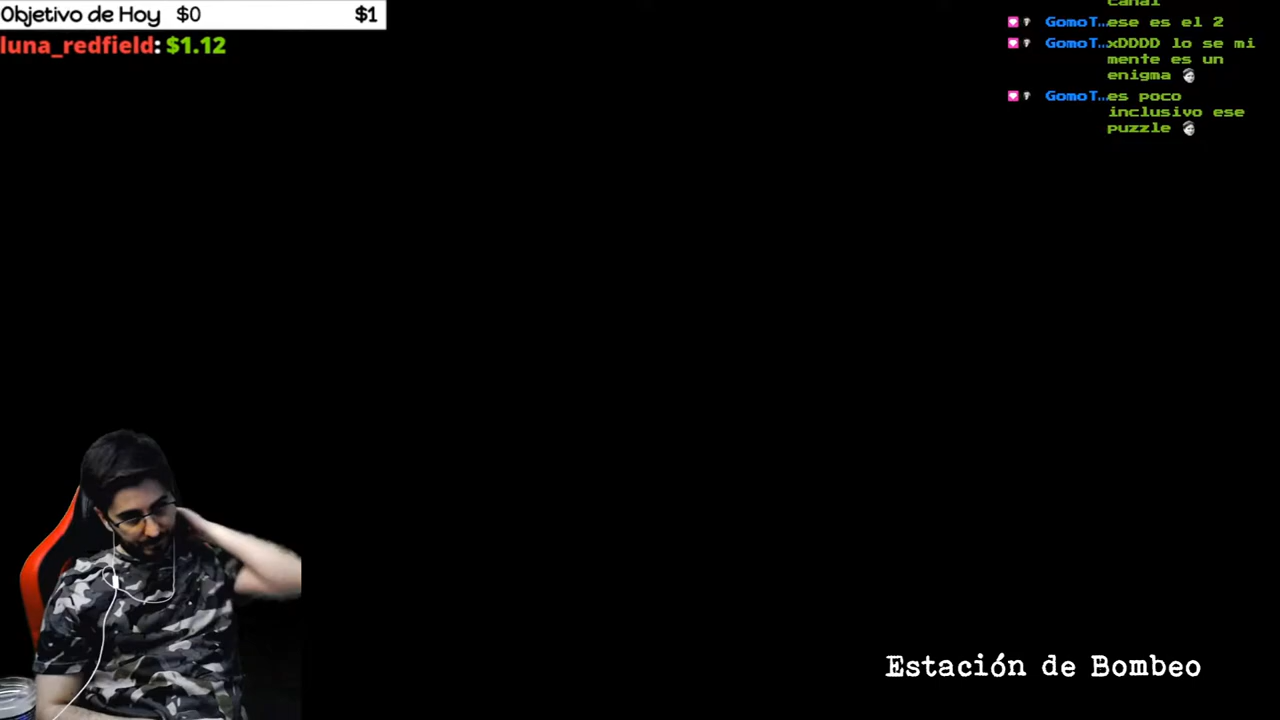 Objetivo de Hoy $0 $1
luna_redfield: $1.12
canal
GomoT…ese es el 2
GomoT…xDDDD lo se mi
mente es un
enigma
GomoT…es poco
inclusivo ese
puzzle
Estación de Bombeo